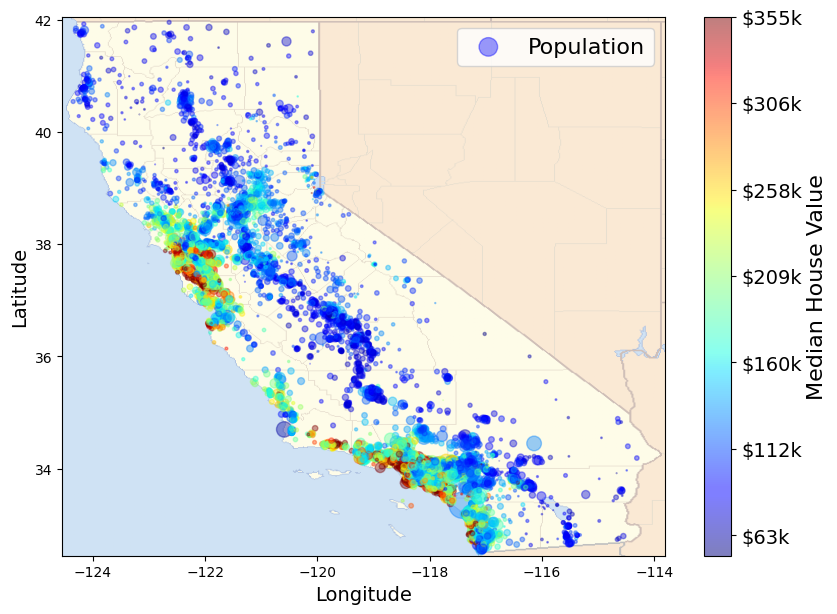 Population
42
40
38
36
34
Latitude
−124
−122
−120
−118
−116
−114
Longitude
$355k
$306k
$258k
$209k
$160k
$112k
$63k
Median House Value